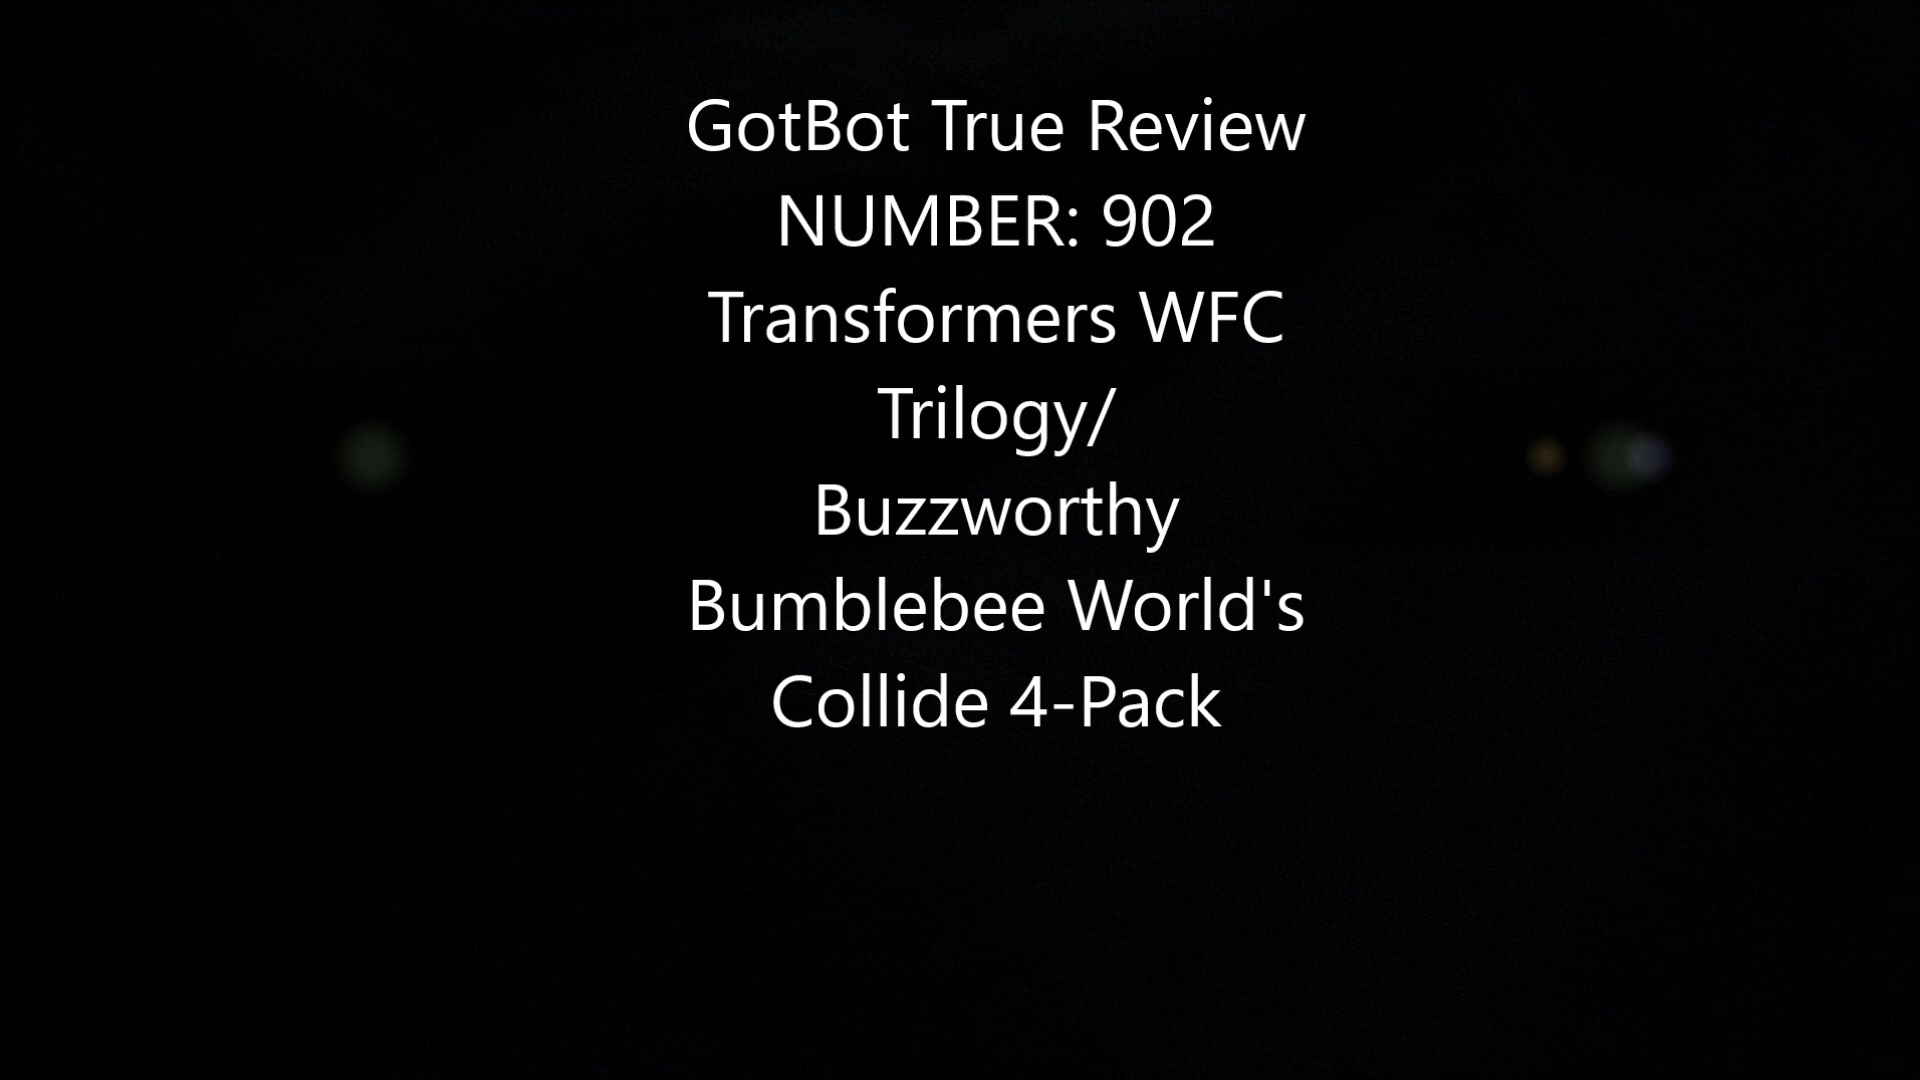 GotBot True Review
NUMBER: 902
Transformers WFC
Trilogy/
Buzzworthy
Bumblebee World's
Collide 4-Pack